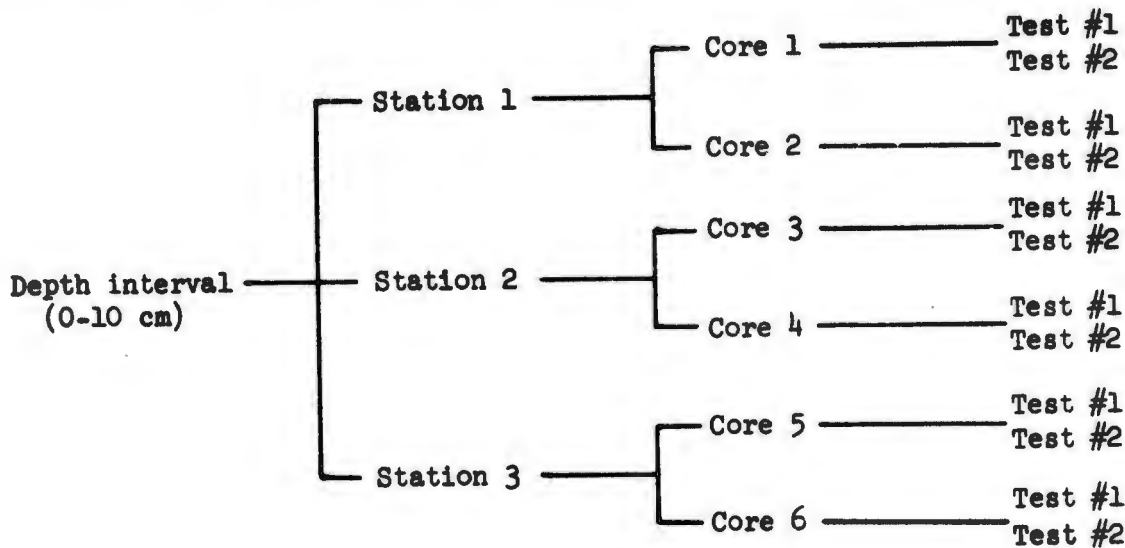 Depth interval
(0-10 cm)
Station 1
Core 1
Test #1
Test #2
Core 2
Test #1
Test #2
Station 2
Core 3
Test #1
Test #2
Core 4
Test #1
Test #2
Station 3
Core 5
Test #1
Test #2
Core 6
Test #1
Test #2